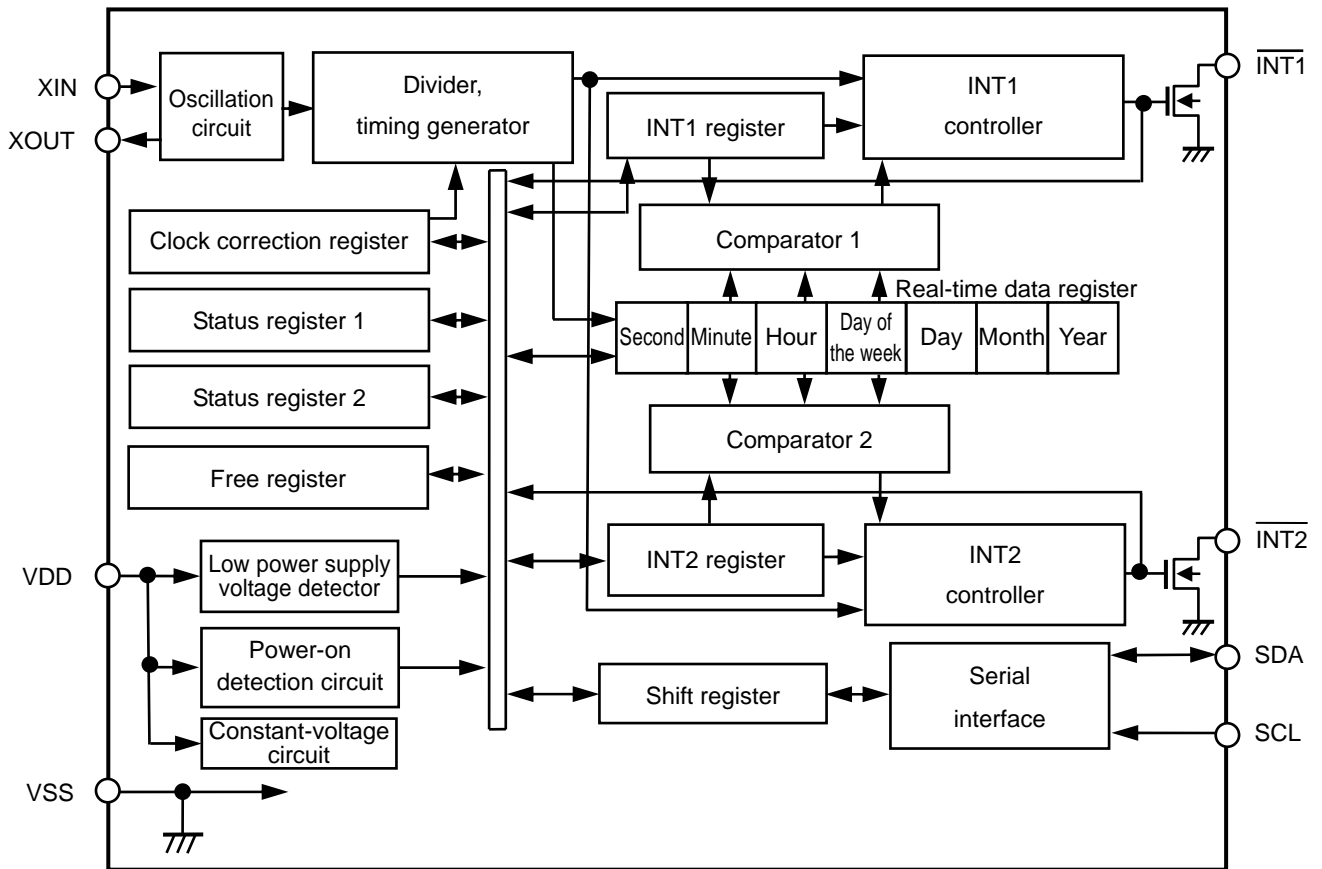 XIN
XOUT
Oscillation
circuit
Divider,
timing generator
INT1 register
INT1
controller
INT1
Clock correction register
Comparator 1
Real-time data register
Status register 1
Second
Minute
Hour
Day of
the week
Day
Month
Year
Status register 2
Comparator 2
Free register
VDD
Low power supply
voltage detector
INT2 register
INT2
controller
INT2
Power-on
detection circuit
Shift register
Serial
interface
SDA
SCL
Constant-voltage
circuit
VSS